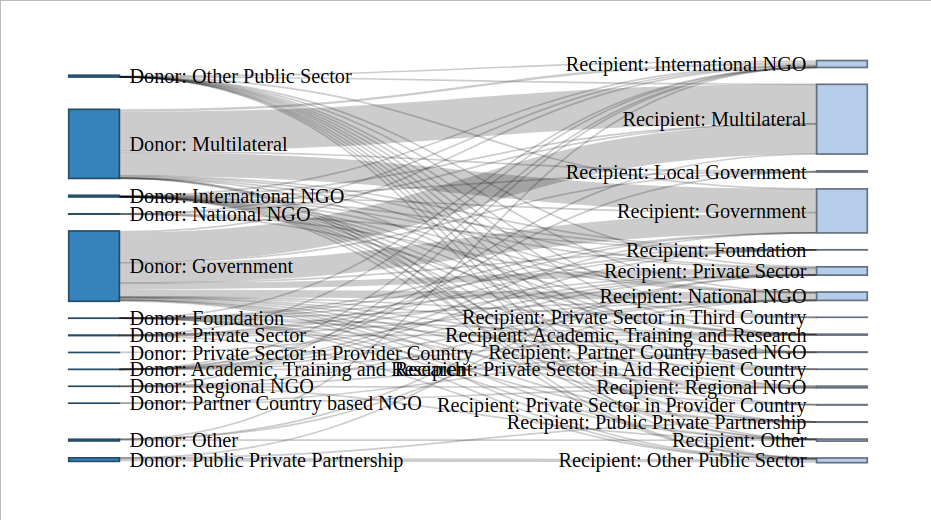 Donor: Other Public Sector
Donor: Multilateral
Donor: International NGO
Donor: National NGO
Donor: Government
Donor: Foundation
Donor: Private Sector
Donor: Private Sector in Provider Country
Donor: Academic, Training and Research
Donor: Regional NGO
Donor: Partner Country based NGO
Donor: Other
Donor: Public Private Partnership
Recipient: International NGO
Recipient: Multilateral
Recipient: Local Government
Recipient: Government
Recipient: Foundation
Recipient: Private Sector
Recipient: National NGO
Recipient: Private Sector in Third Country
Recipient: Academic, Training and Research
Recipient: Partner Country based NGO
Recipient: Private Sector in Aid Recipient Country
Recipient: Regional NGO
Recipient: Private Sector in Provider Country
Recipient: Public Private Partnership
Recipient: Other
Recipient: Other Public Sector